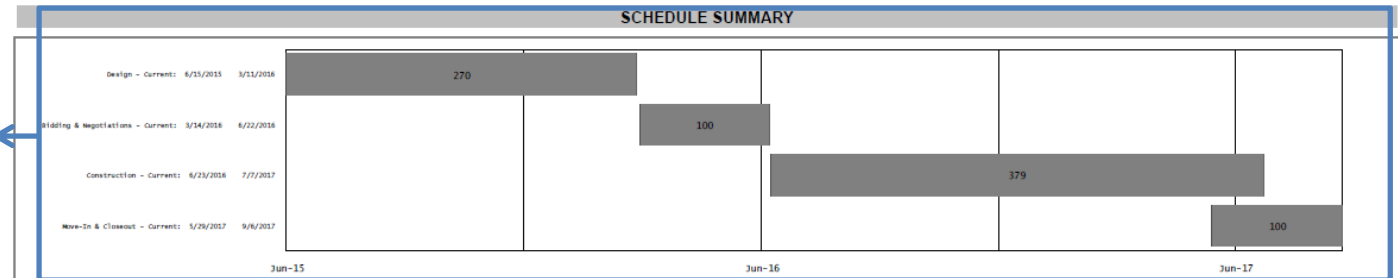 SCHEDULE SUMMARY
Design - Current: 6/15/2015 3/11/2016
270
Bidding & Negotiations - Current: 3/14/2016 6/22/2016
100
Construction - Current: 6/23/2016 7/7/2017
379
Move-In & Closeout - Current: 5/29/2017 9/6/2017
100
Jun-15 Jun-16 Jun-17